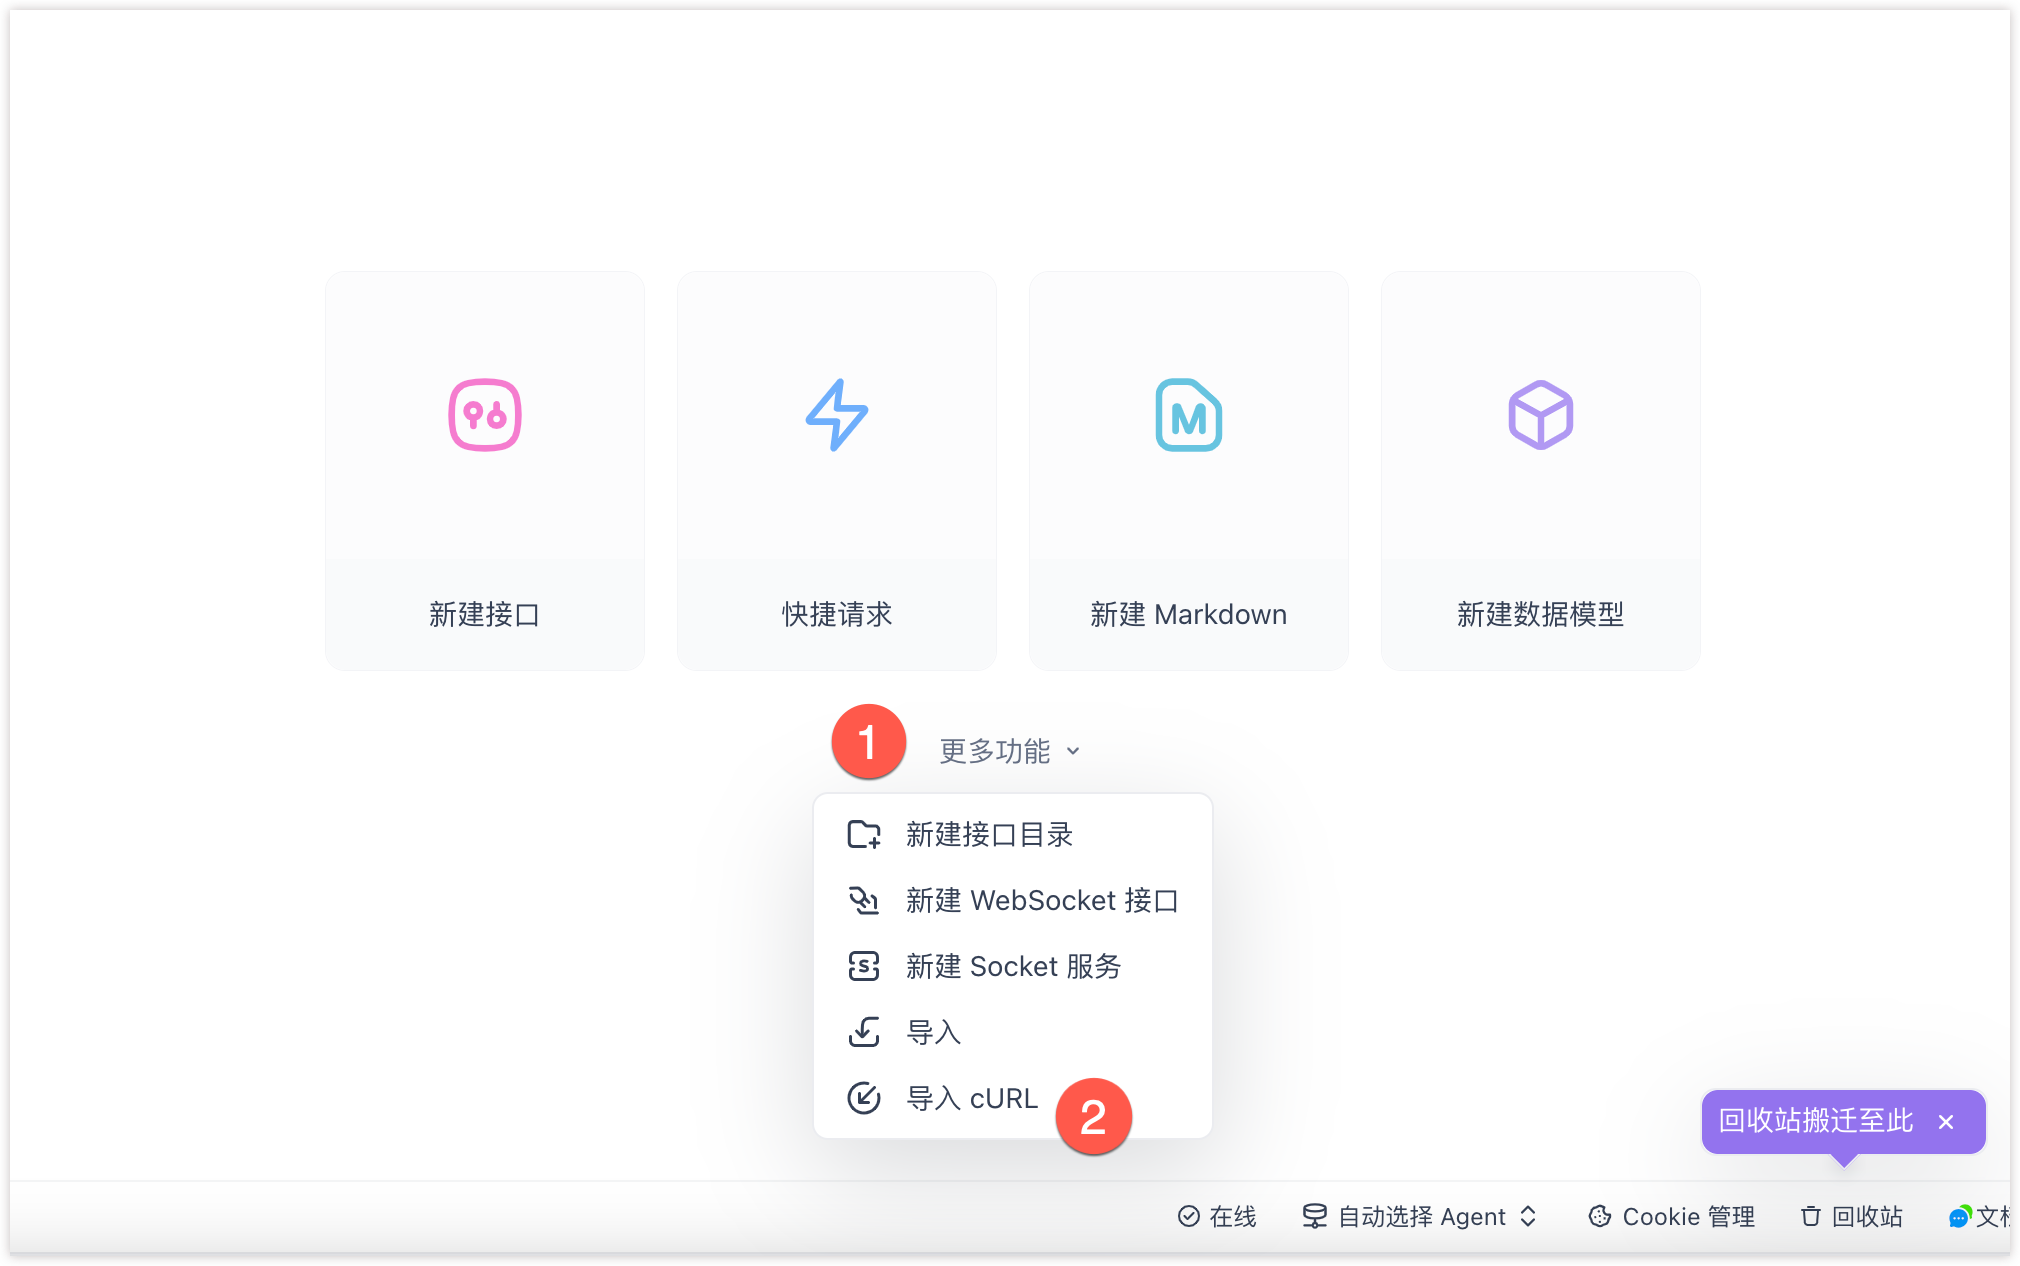 新建接口
快捷请求
新建 Markdown
新建数据模型
1
更多功能
新建接口目录
新建 WebSocket 接口
新建 Socket 服务
导入
导入 cURL
2
回收站搬迁至此
在线
自动选择 Agent
Cookie 管理
回收站
文